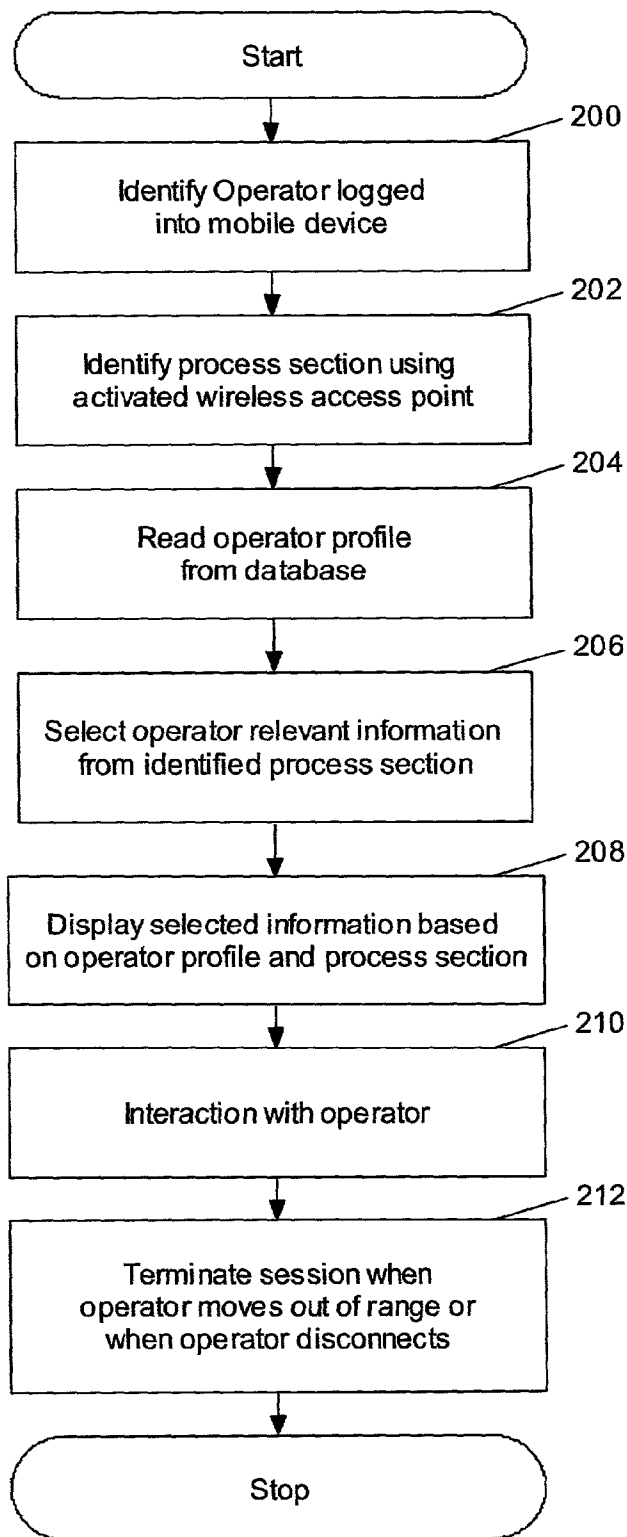 Start
200
Identify Operator logged
into mobile device
202
Identify process section using
activated wireless access point
204
Read operator profile
from database
206
Select operator relevant information
from identified process section
208
Display selected information based
on operator profile and process section
210
Interaction with operator
212
Terminate session when
operator moves out of range or
when operator disconnects
Stop